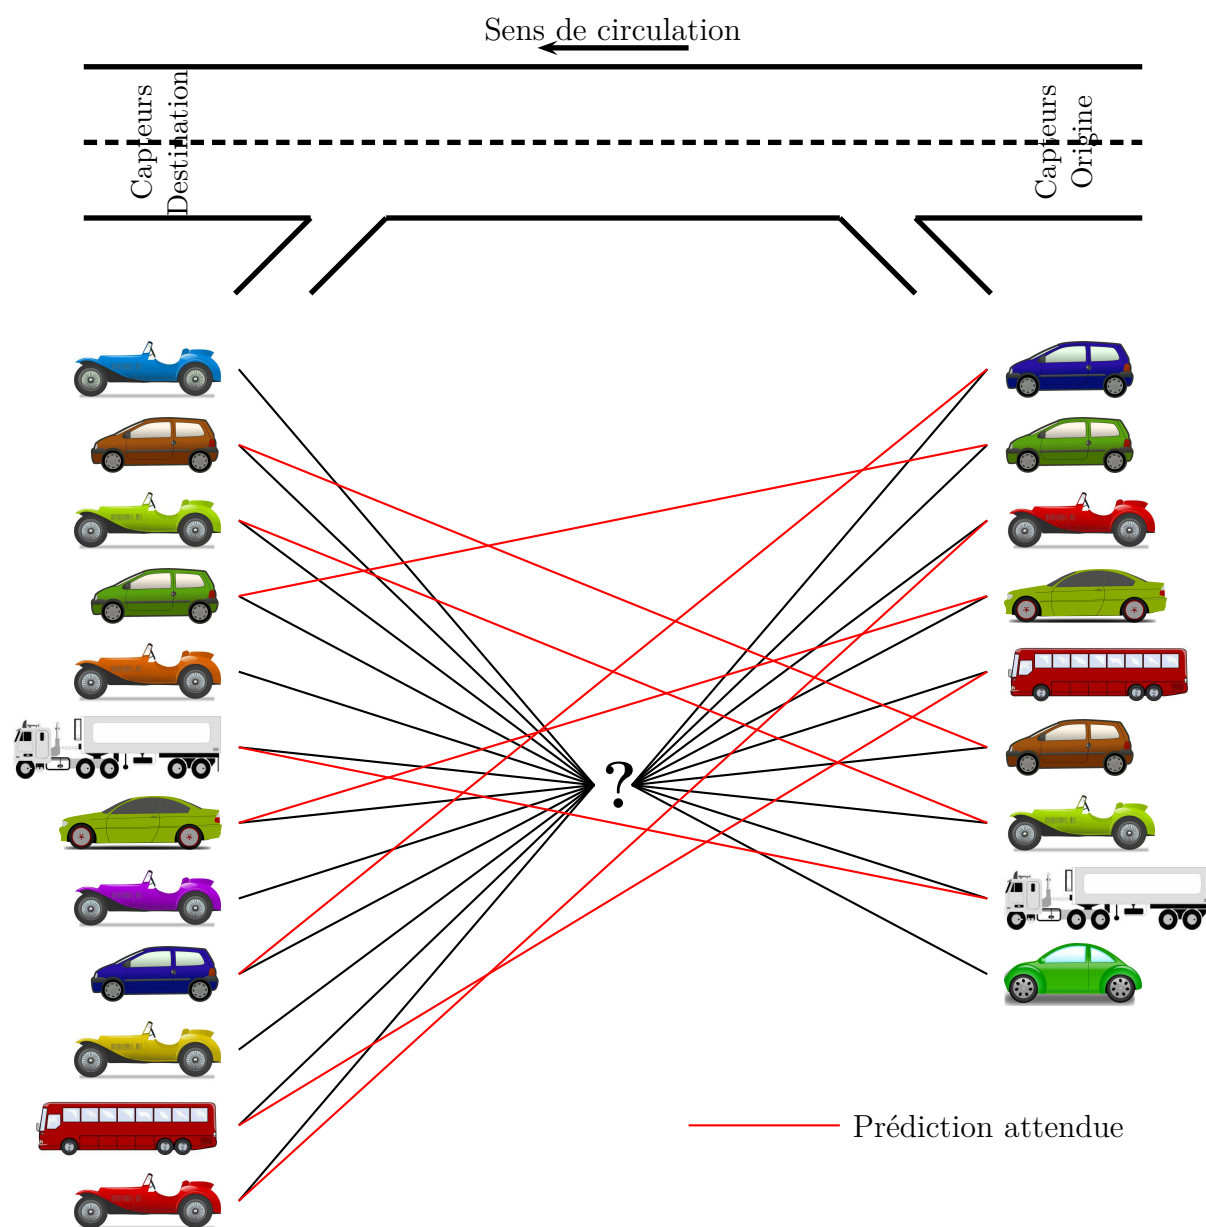 Sens de circulation
Capteurs
Destination
Capteurs
Origine
?
Prédiction attendue